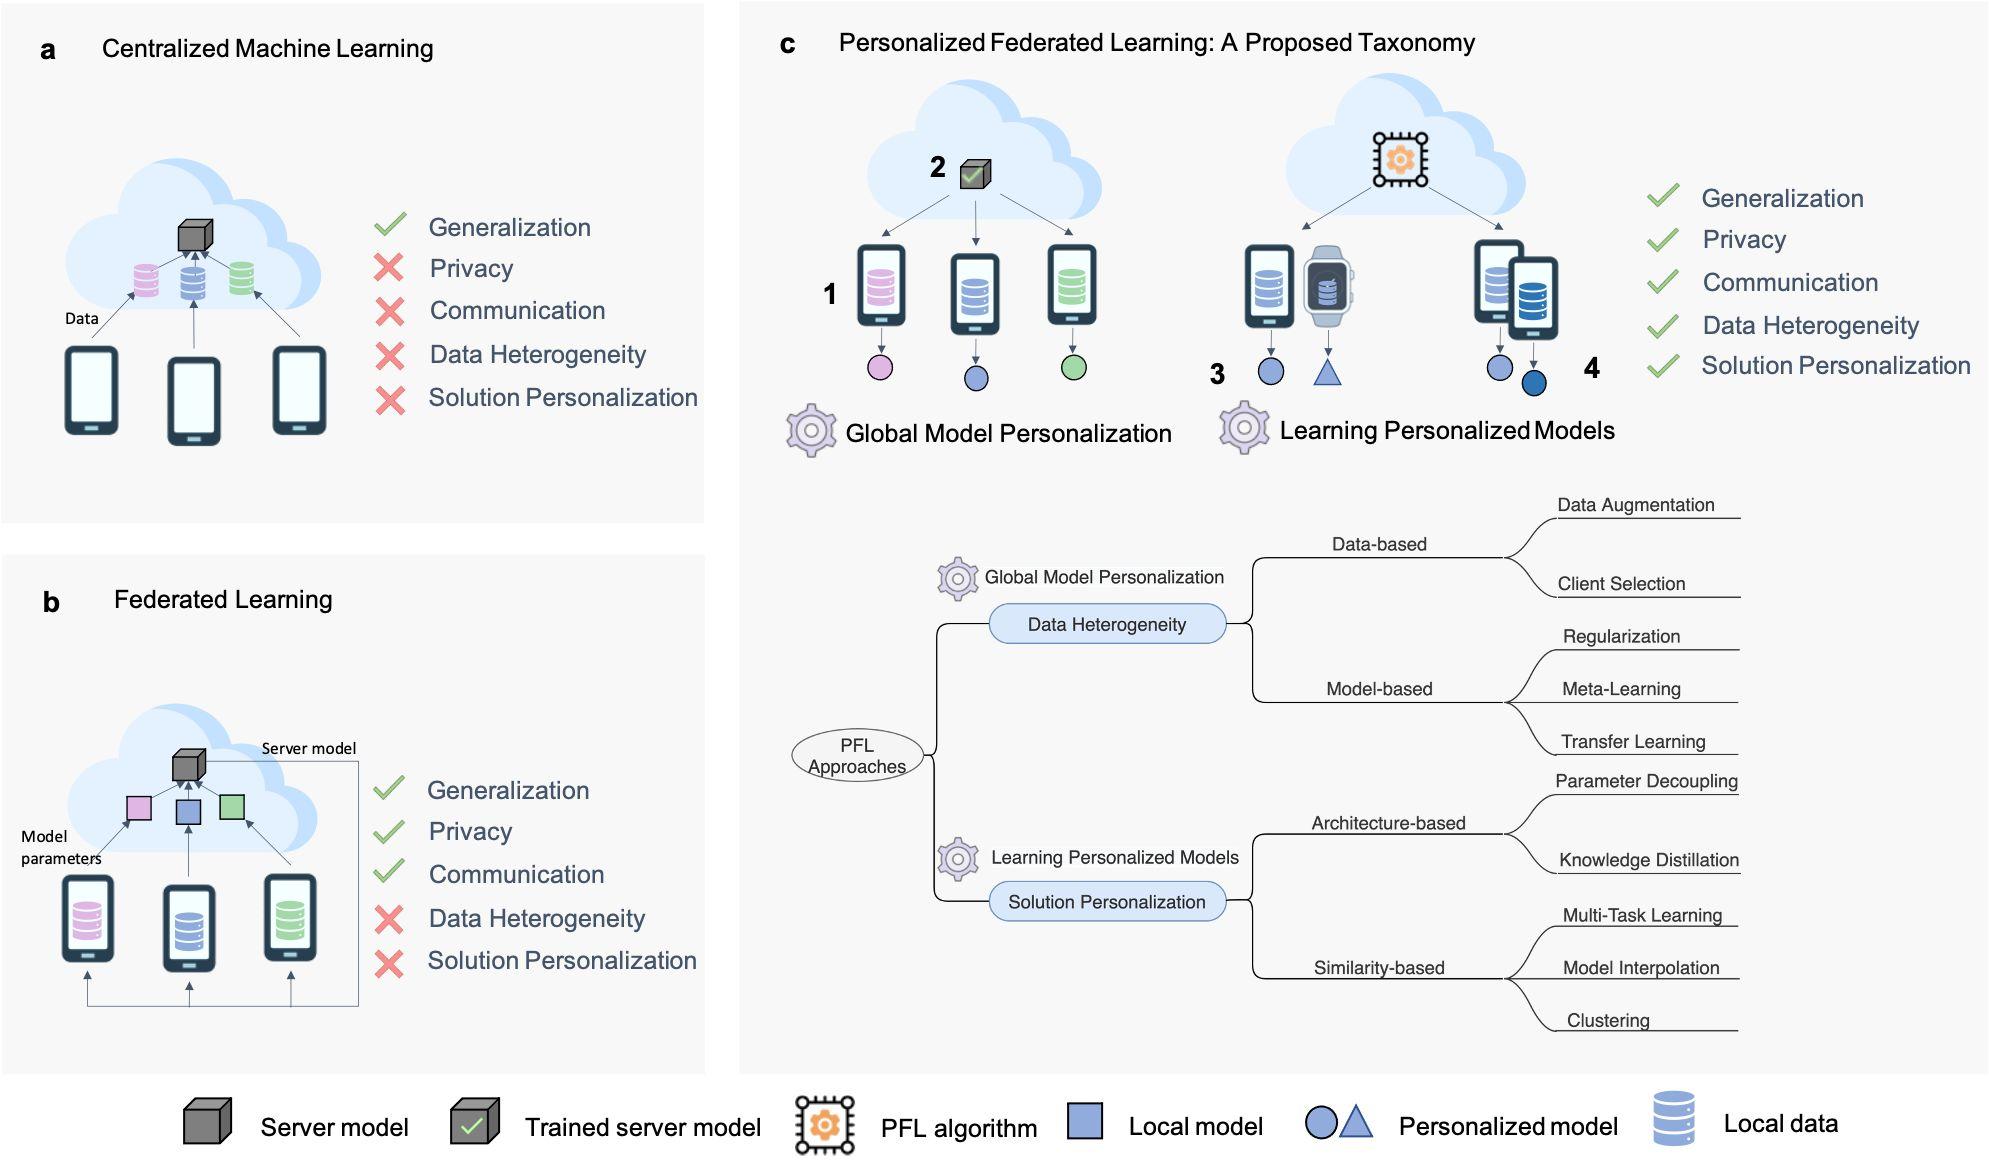 a Centralized Machine Learning
Data
Generalization
Privacy
Communication
Data Heterogeneity
Solution Personalization
b Federated Learning
Server model
Model
parameters
Generalization
Privacy
Communication
Data Heterogeneity
Solution Personalization
c Personalized Federated Learning: A Proposed Taxonomy
2
1
Global Model Personalization
3
4
Learning Personalized Models
Generalization
Privacy
Communication
Data Heterogeneity
Solution Personalization
PFL
Approaches
Global Model Personalization
Data Heterogeneity
Data-based
Data Augmentation
Client Selection
Model-based
Regularization
Meta-Learning
Transfer Learning
Learning Personalized Models
Solution Personalization
Architecture-based
Parameter Decoupling
Knowledge Distillation
Similarity-based
Multi-Task Learning
Model Interpolation
Clustering
Server model
Trained server model
PFL algorithm
Local model
Personalized model
Local data